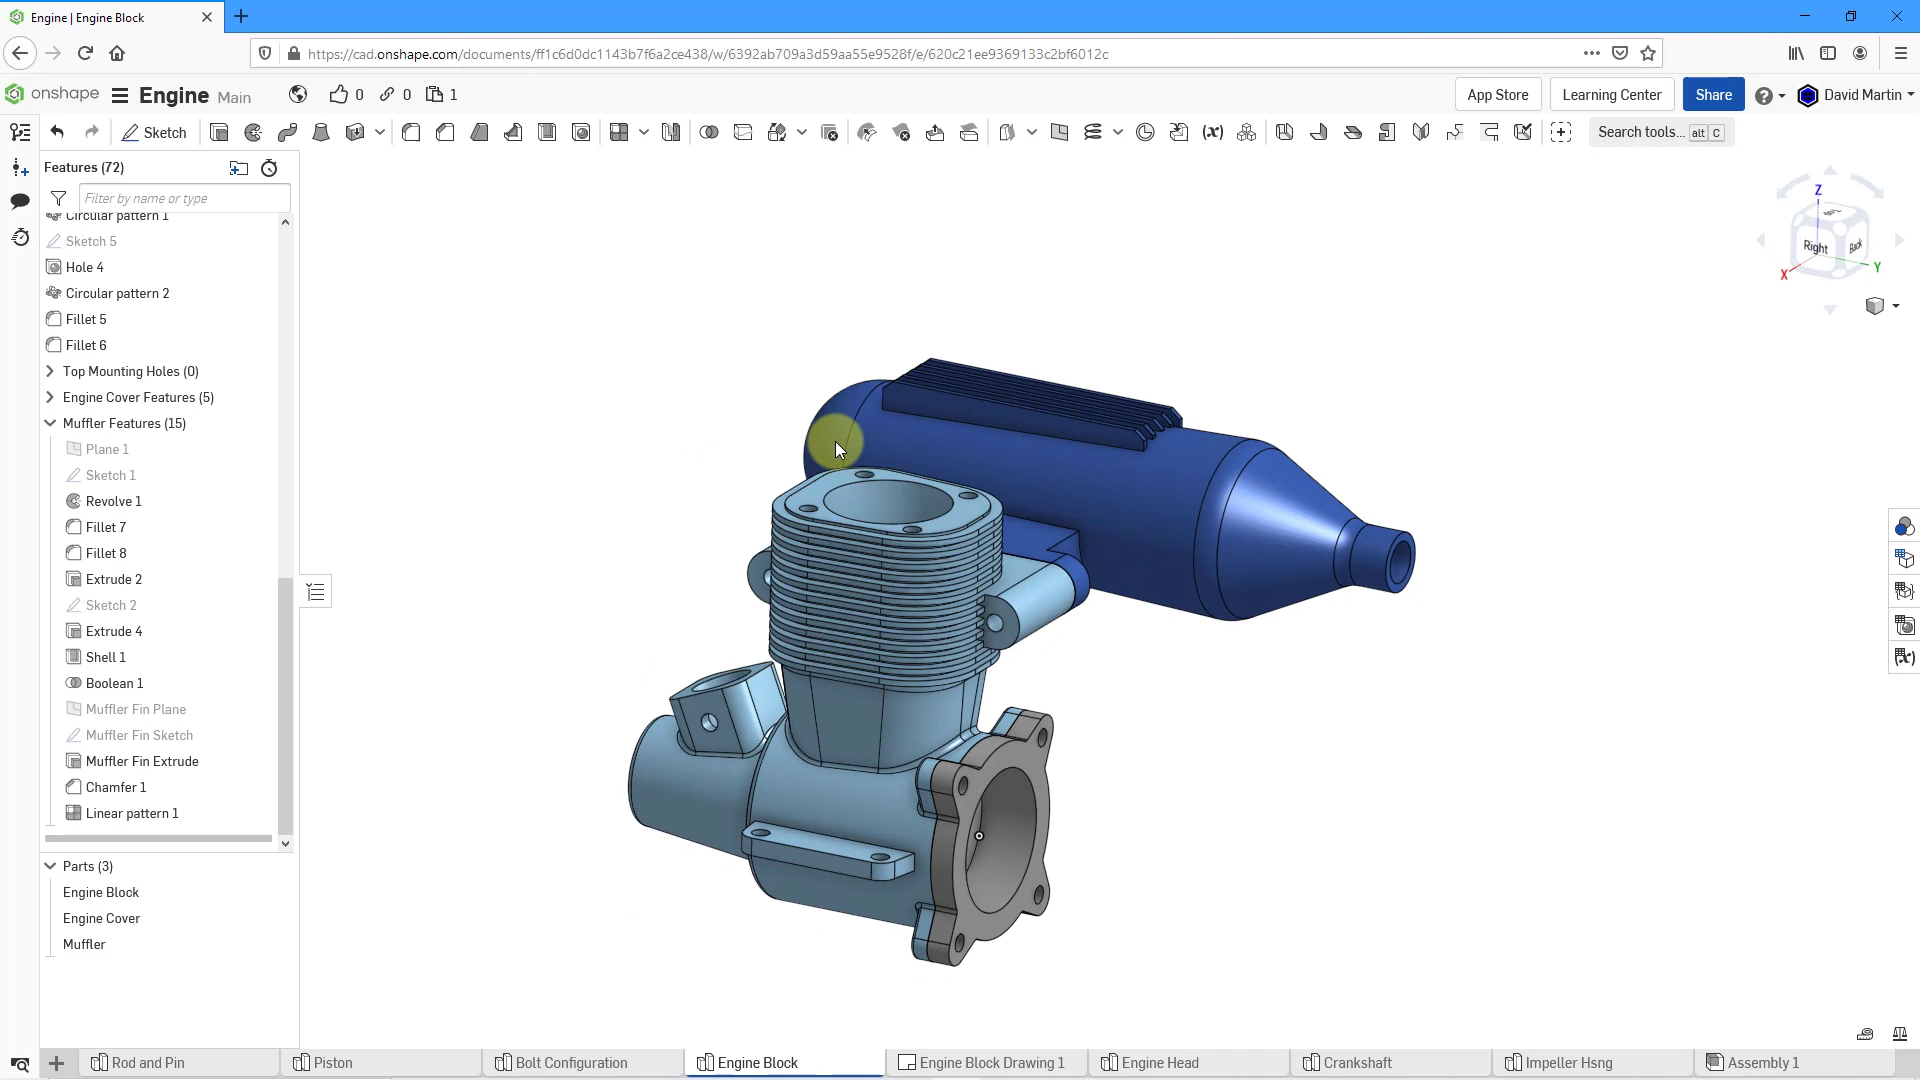 Engine | Engine Block
https://cad.onshape.com/documents/ff1c6d0dc1143b7f6a2ce438/w/6392ab709a3d59aa55e9528f/e/620c21ee9369133c2bf6012c
onshape Engine Main 0 0 1 App Store Learning Center Share David Martin
Sketch (x) Search tools... alt C
Features (72)
Filter by name or type
Circular pattern 1
Sketch 5
Hole 4
Circular pattern 2
Fillet 5
Fillet 6
Top Mounting Holes (0)
Engine Cover Features (5)
Muffler Features (15)
Plane 1
Sketch 1
Revolve 1
Fillet 7
Fillet 8
Extrude 2
Sketch 2
Extrude 4
Shell 1
Boolean 1
Muffler Fin Plane
Muffler Fin Sketch
Muffler Fin Extrude
Chamfer 1
Linear pattern 1
Parts (3)
Engine Block
Engine Cover
Muffler
Z
Top
Right Back
X Y
(x)
Rod and Pin Piston Bolt Configuration Engine Block Engine Block Drawing 1 Engine Head Crankshaft Impeller Hsng Assembly 1